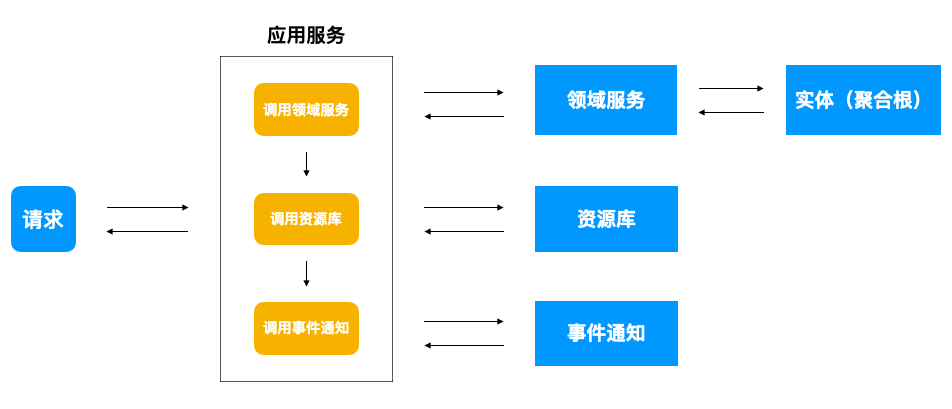 应用服务
调用领域服务
领域服务
实体（聚合根）
请求
调用资源库
资源库
调用事件通知
事件通知